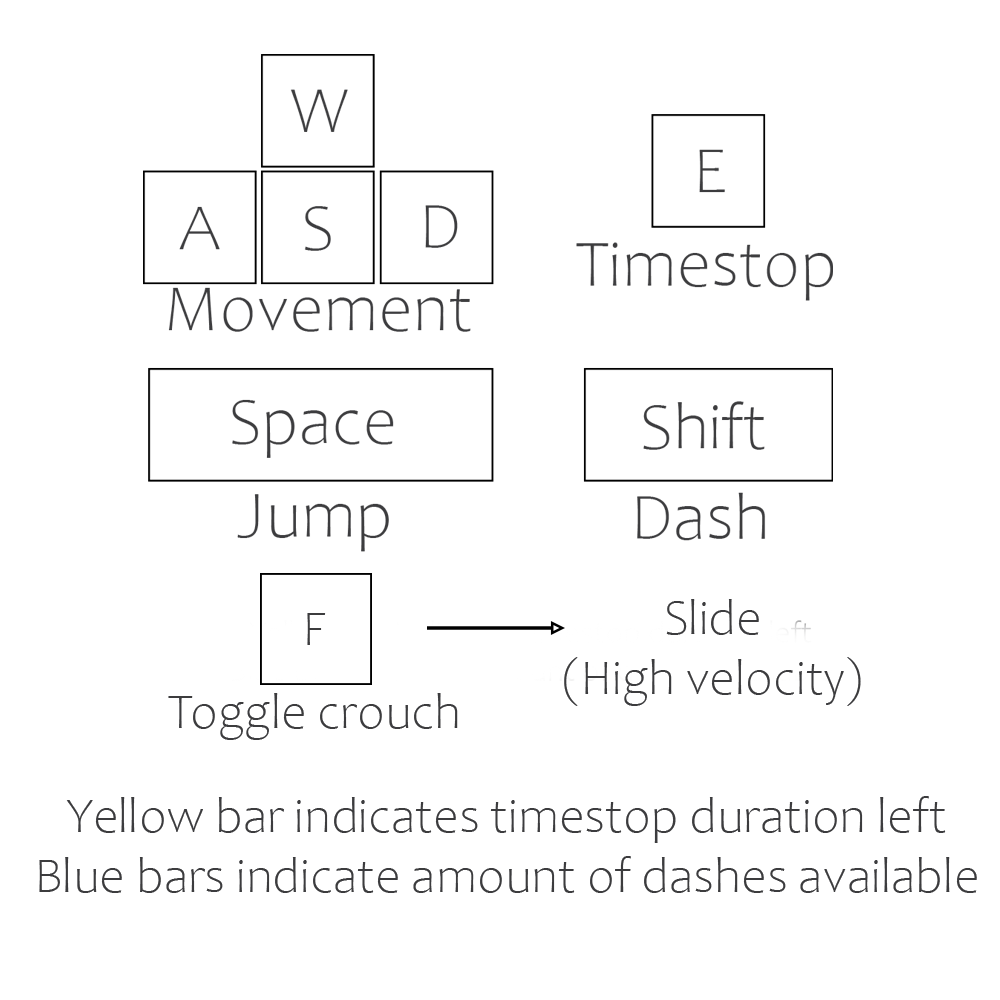 W
A S D
Movement
E
Timestop
Space
Jump
Shift
Dash
F
Toggle crouch
Slide
(High velocity)
Yellow bar indicates timestop duration left
Blue bars indicate amount of dashes available